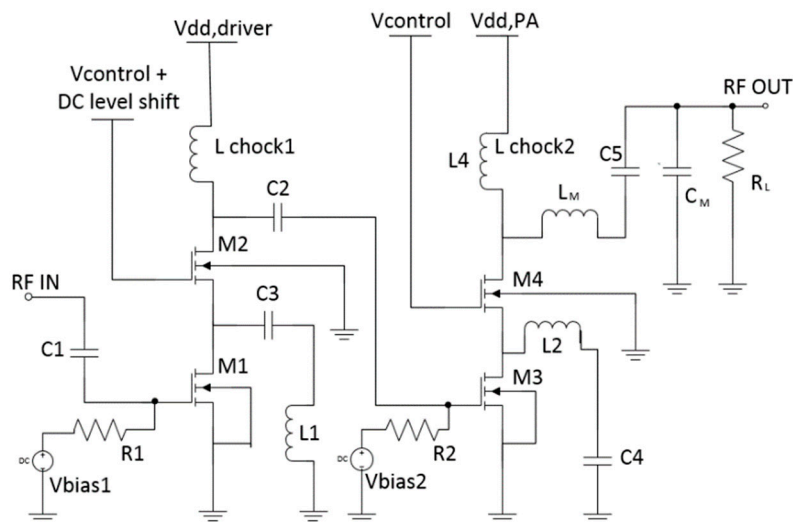 Vdd,driver
Vcontrol
Vdd,PA
Vcontrol +
DC level shift
RF OUT
L chock1
L4
L chock2
C5
C2
LM
CM
RL
M2
M4
RF IN
C3
C1
L2
M1
M3
L1
R1
R2
C4
DC
Vbias1
DC
Vbias2